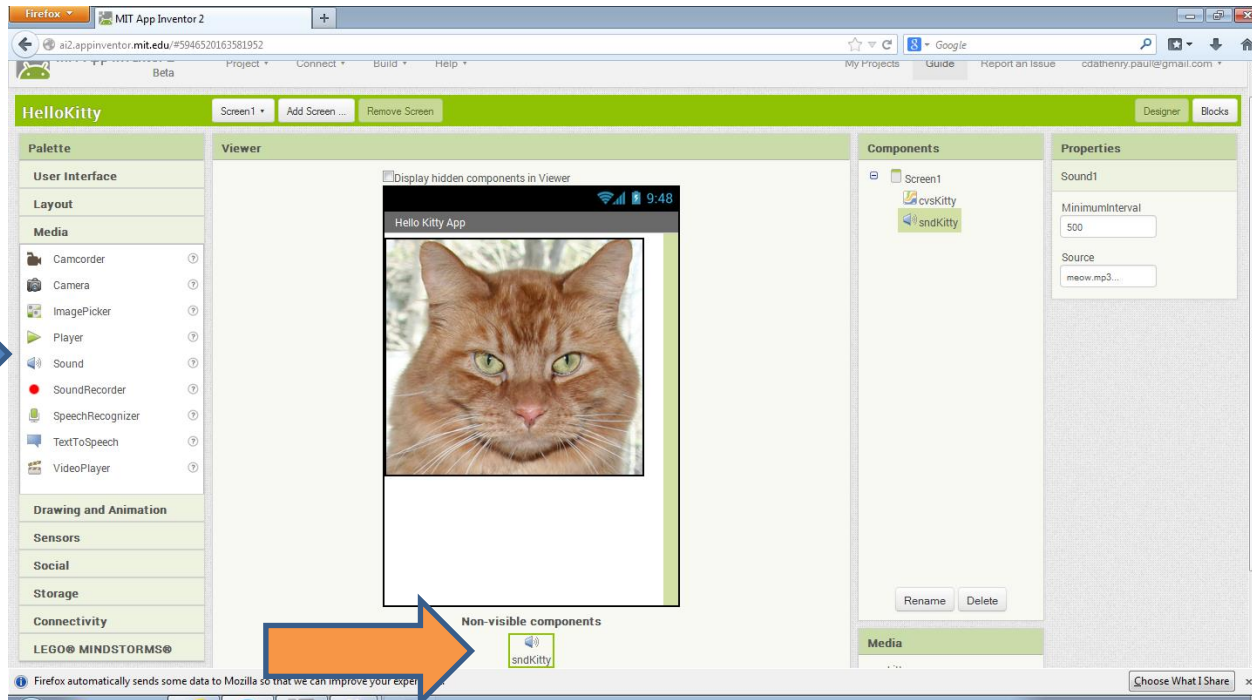 Firefox
MIT App Inventor 2
ai2.appinventor.mit.edu/#5946520163581952
Google
Beta
Project
Connect
Build
Help
My Projects
Guide
Report an Issue
cdathenry.paul@gmail.com
HelloKitty
Screen1
Add Screen ...
Remove Screen
Designer
Blocks
Palette
User Interface
Layout
Media
Camcorder
Camera
ImagePicker
Player
Sound
SoundRecorder
SpeechRecognizer
TextToSpeech
VideoPlayer
Drawing and Animation
Sensors
Social
Storage
Connectivity
LEGO® MINDSTORMS®
Viewer
Display hidden components in Viewer
9:48
Hello Kitty App
Non-visible components
sndKitty
Components
Screen1
cvsKitty
sndKitty
Rename
Delete
Media
Properties
Sound1
MinimumInterval
500
Source
meow.mp3...
Firefox automatically sends some data to Mozilla so that we can improve your
Choose What I Share